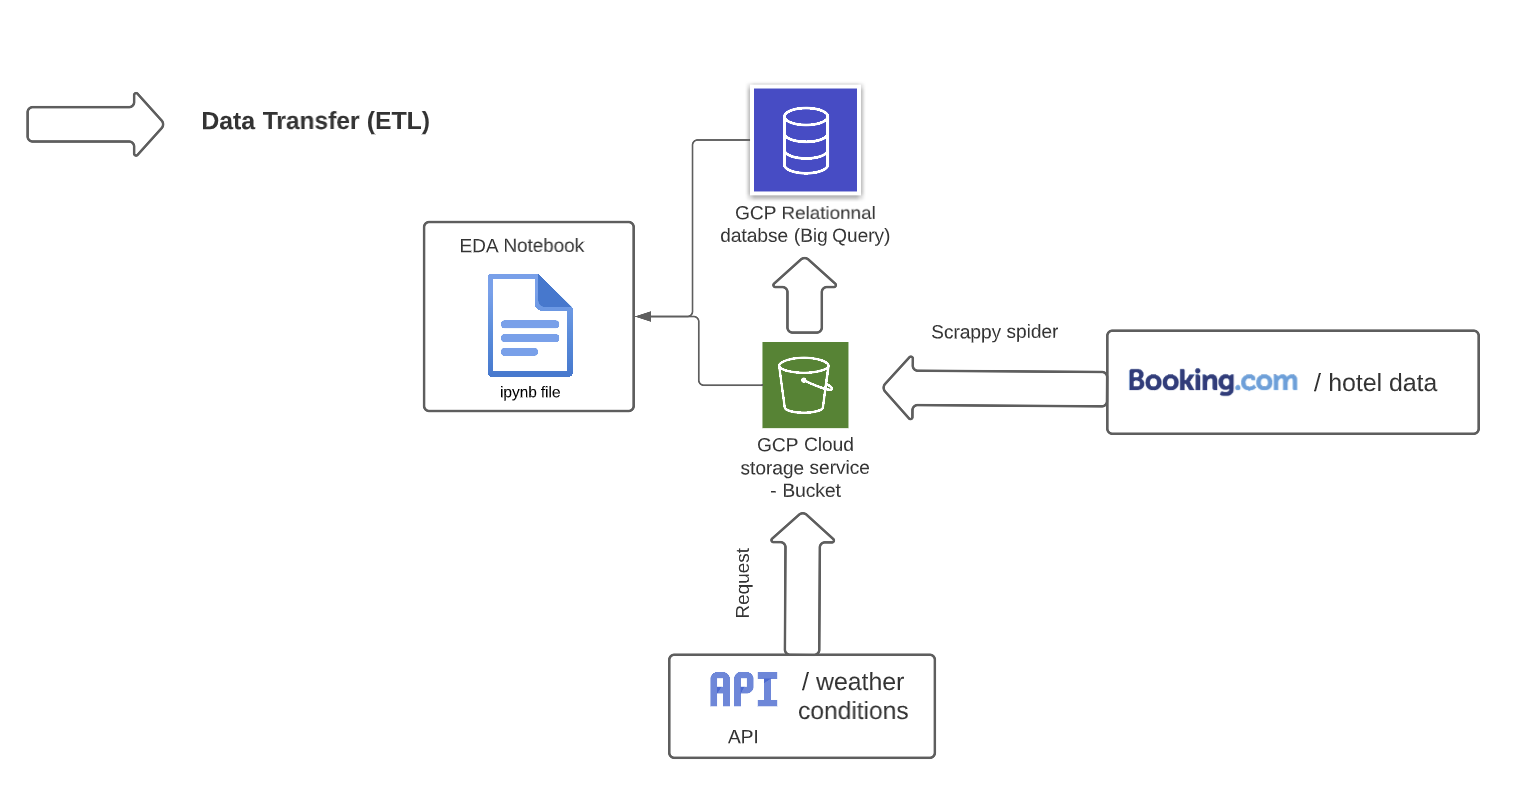 Data Transfer (ETL)
GCP Relationnal
databse (Big Query)
EDA Notebook
ipynb file
Scrappy spider
Booking.com / hotel data
GCP Cloud
storage service
- Bucket
Request
API / weather
conditions
API